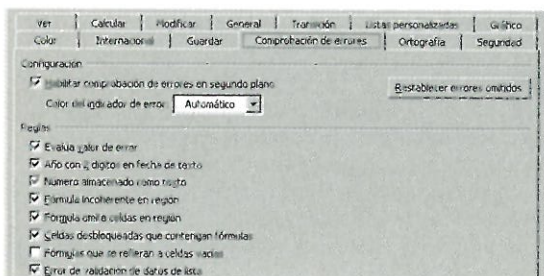 Ver Calcular Modificar General Transición Listas personalizadas Gráfico
Color Internacional Guardar Comprobación de errores Ortografía Seguridad
Configuración
Habilitar comprobación de errores en segundo plano
Restablecer errores omitidos
Color del indicador de error: Automático
Reglas
Evalúa valor de error
Año con 2 dígitos en fecha de texto
Número almacenado como texto
Fórmula incoherente en región
Fórmula omite celdas en región
Celdas desbloqueadas que contengan fórmulas
Fórmulas que se refieran a celdas vacías
Error de validación de datos de lista